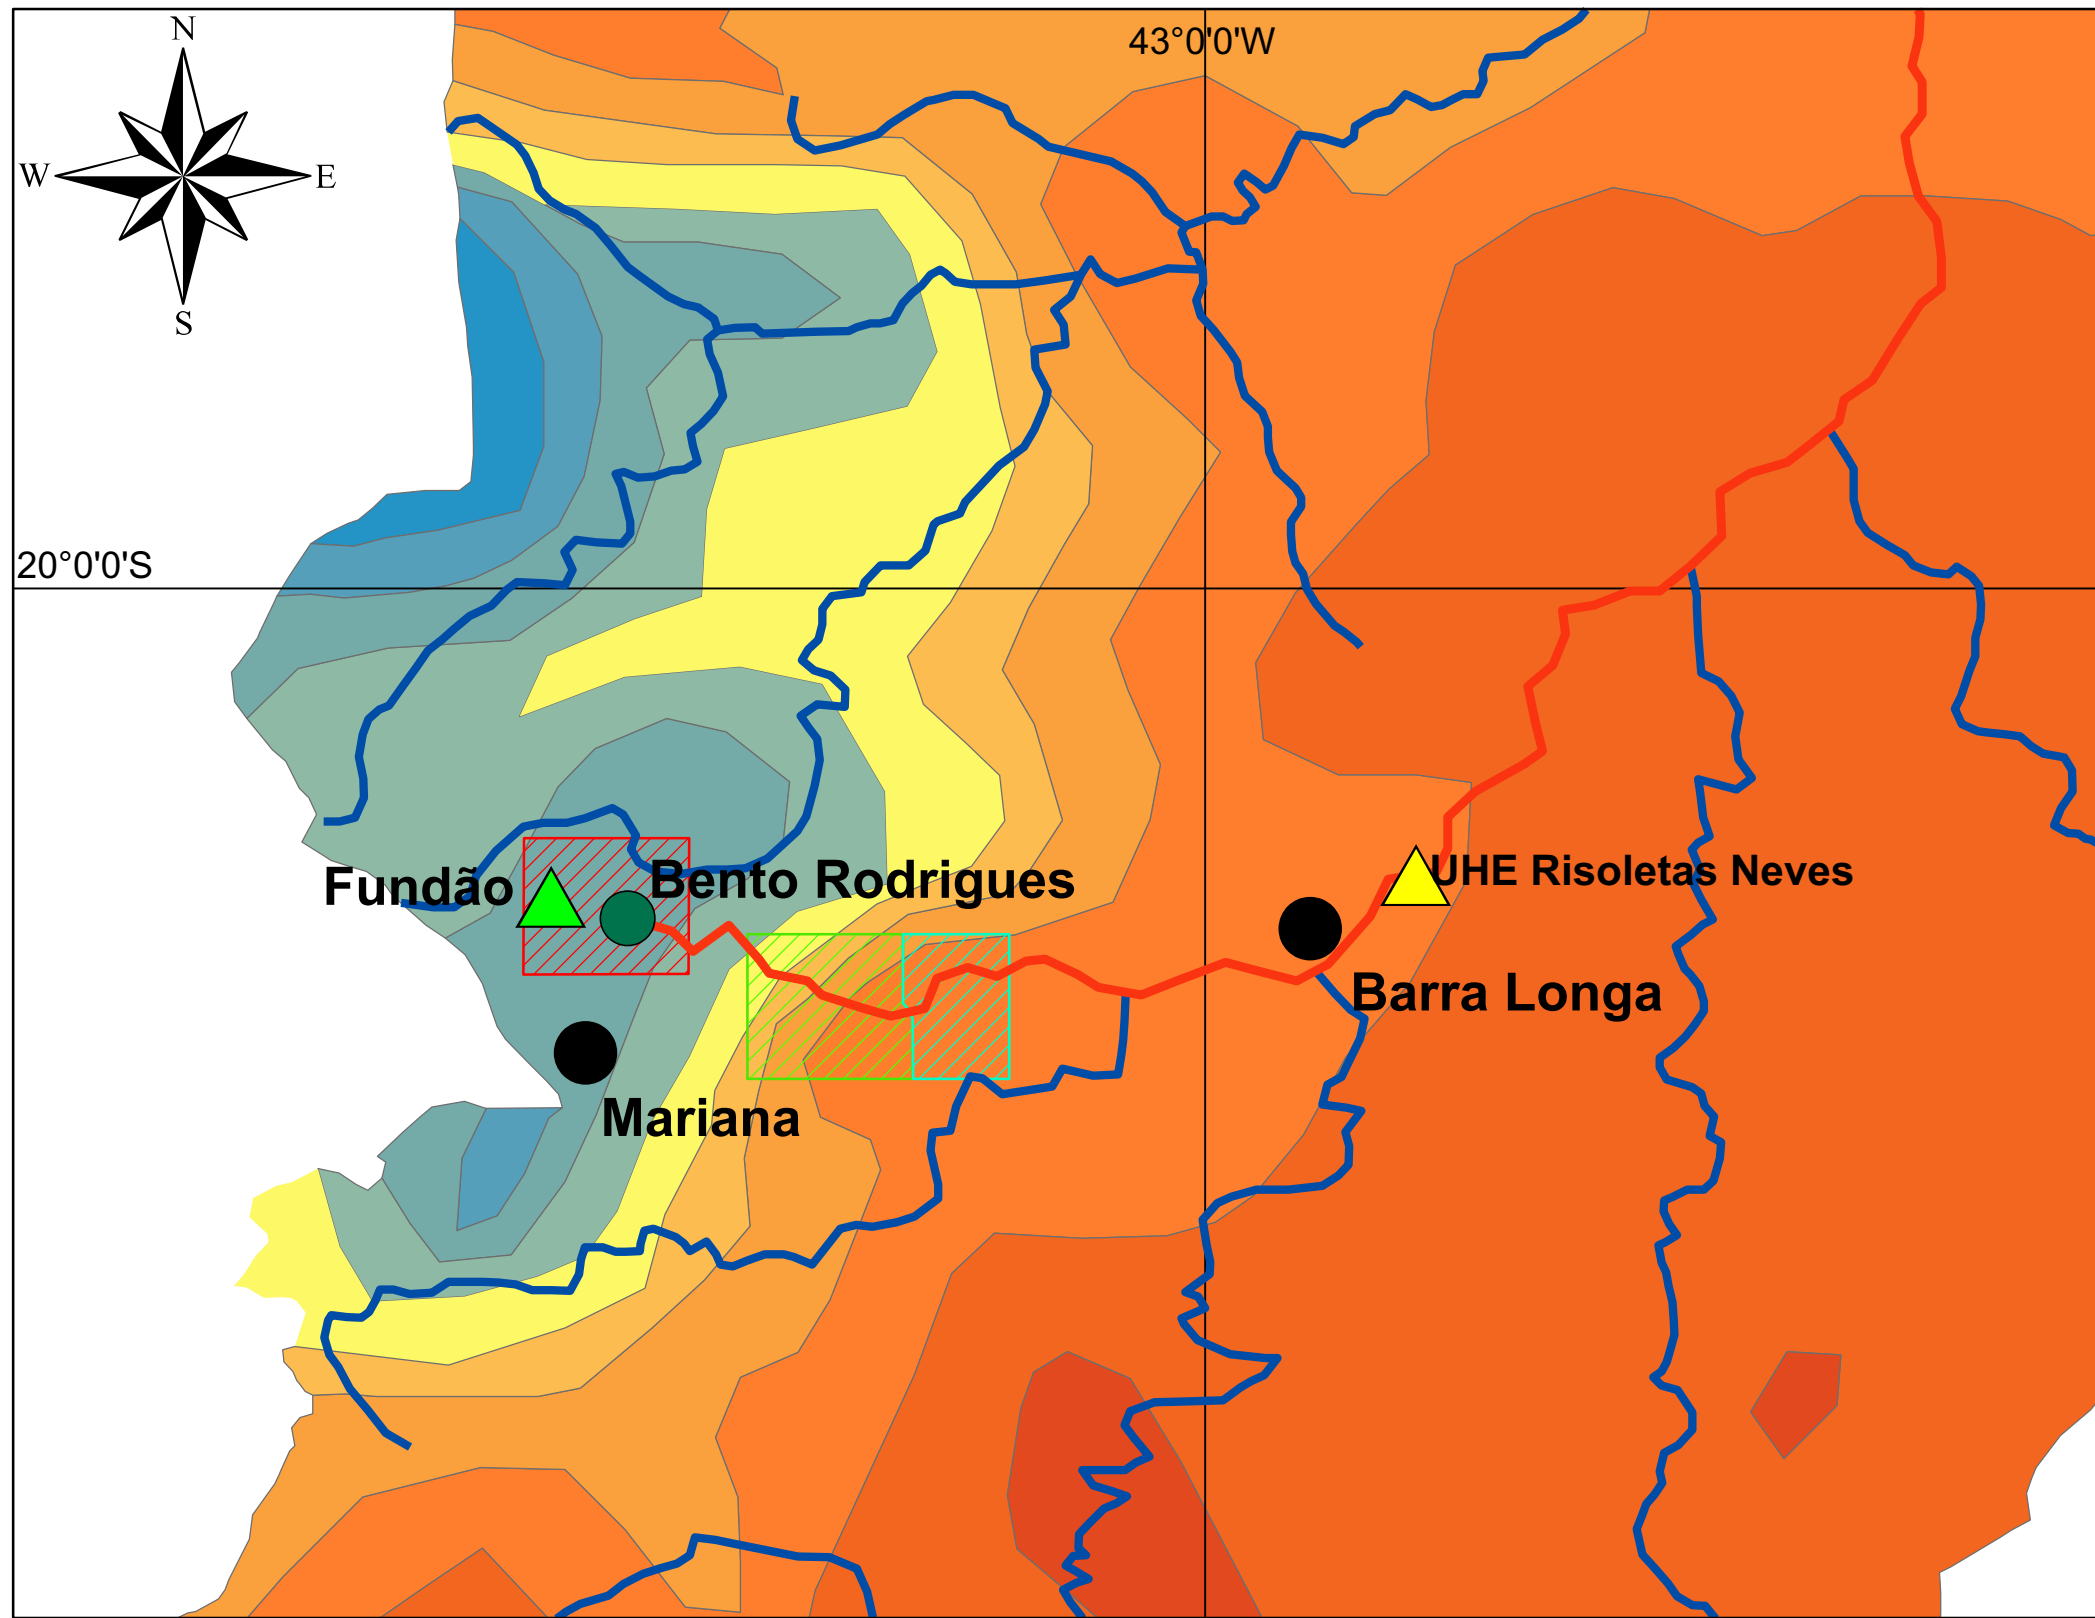 N
43°0'0"W
W
E
S
20°0'0"S
UHE Risoletas Neves
Fundão
Bento Rodrigues
Barra Longa
Mariana